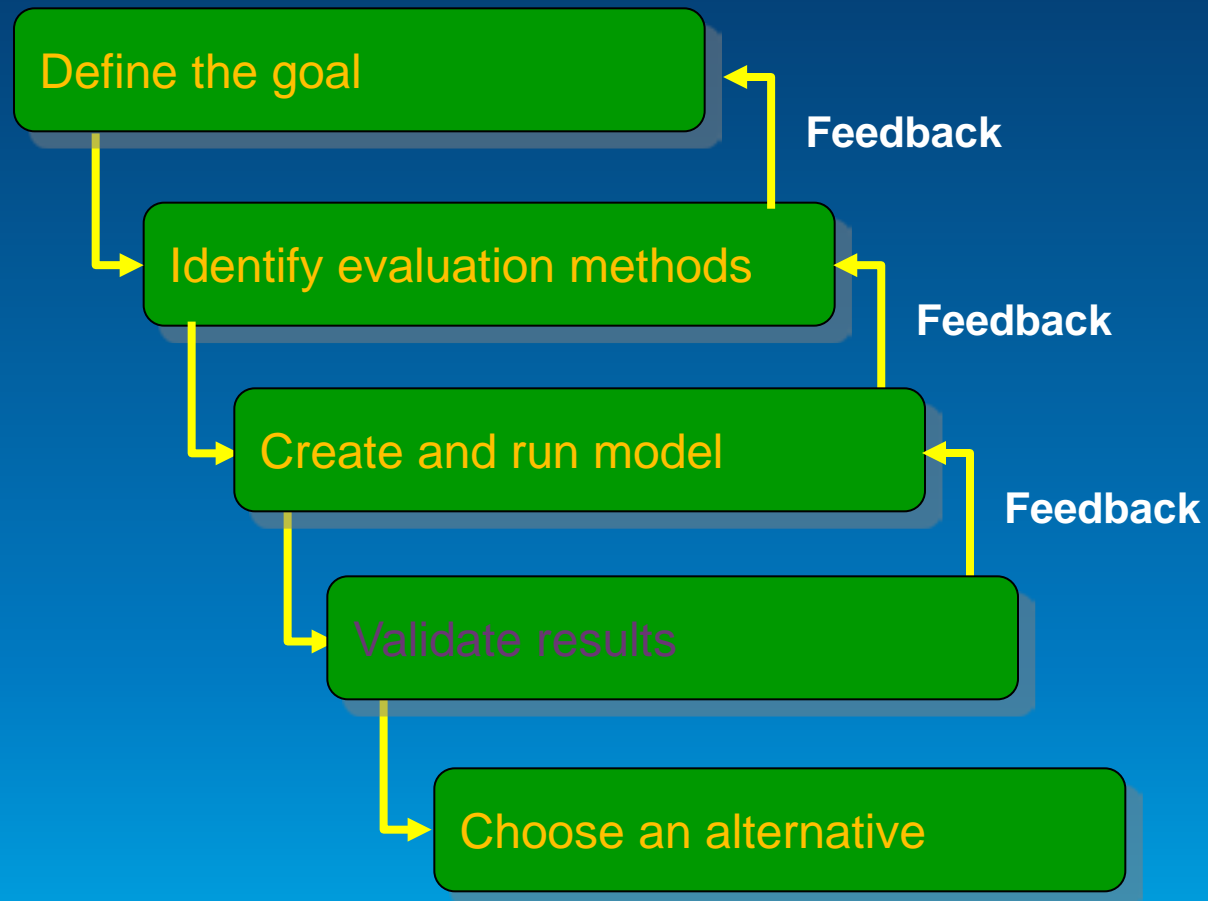 Define the goal
Feedback
Identify evaluation methods
Feedback
Create and run model
Feedback
Validate results
Choose an alternative